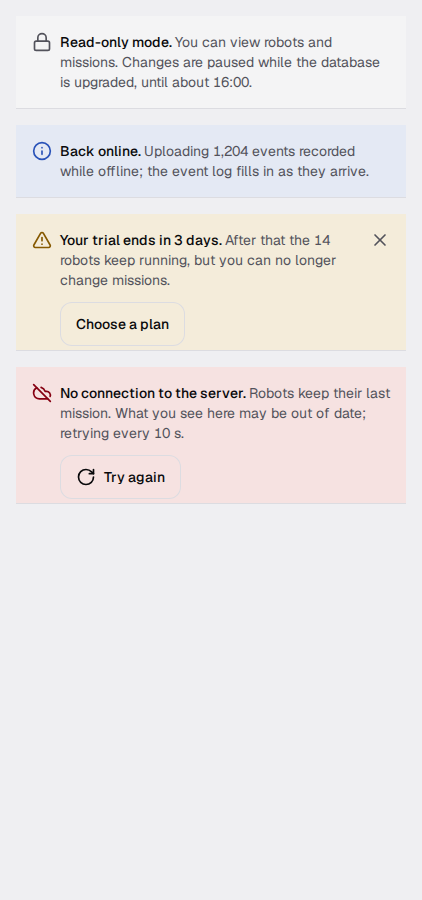 Read-only mode. You can view robots and
missions. Changes are paused while the database
is upgraded, until about 16:00.
Back online. Uploading 1,204 events recorded
while offline; the event log fills in as they arrive.
Your trial ends in 3 days. After that the 14
robots keep running, but you can no longer
change missions.
Choose a plan
No connection to the server. Robots keep their last
mission. What you see here may be out of date;
retrying every 10 s.
Try again